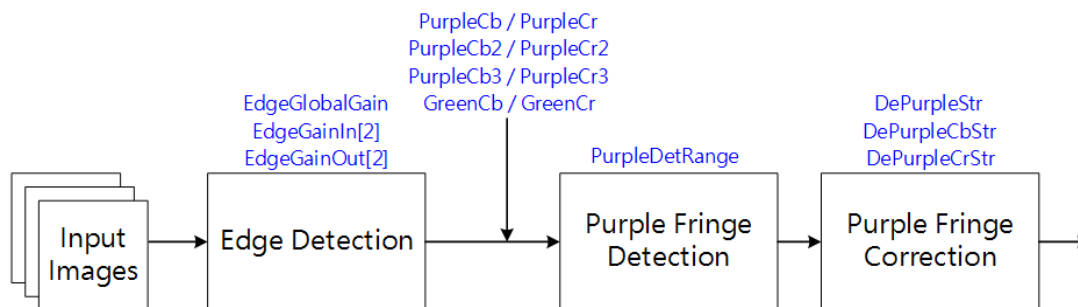 PurpleCb / PurpleCr
PurpleCb2 / PurpleCr2
PurpleCb3 / PurpleCr3
GreenCb / GreenCr
EdgeGlobalGain
EdgeGainIn[2]
EdgeGainOut[2]
PurpleDetRange
DePurpleStr
DePurpleCbStr
DePurpleCrStr
Input
Images
Edge Detection
Purple Fringe
Detection
Purple Fringe
Correction